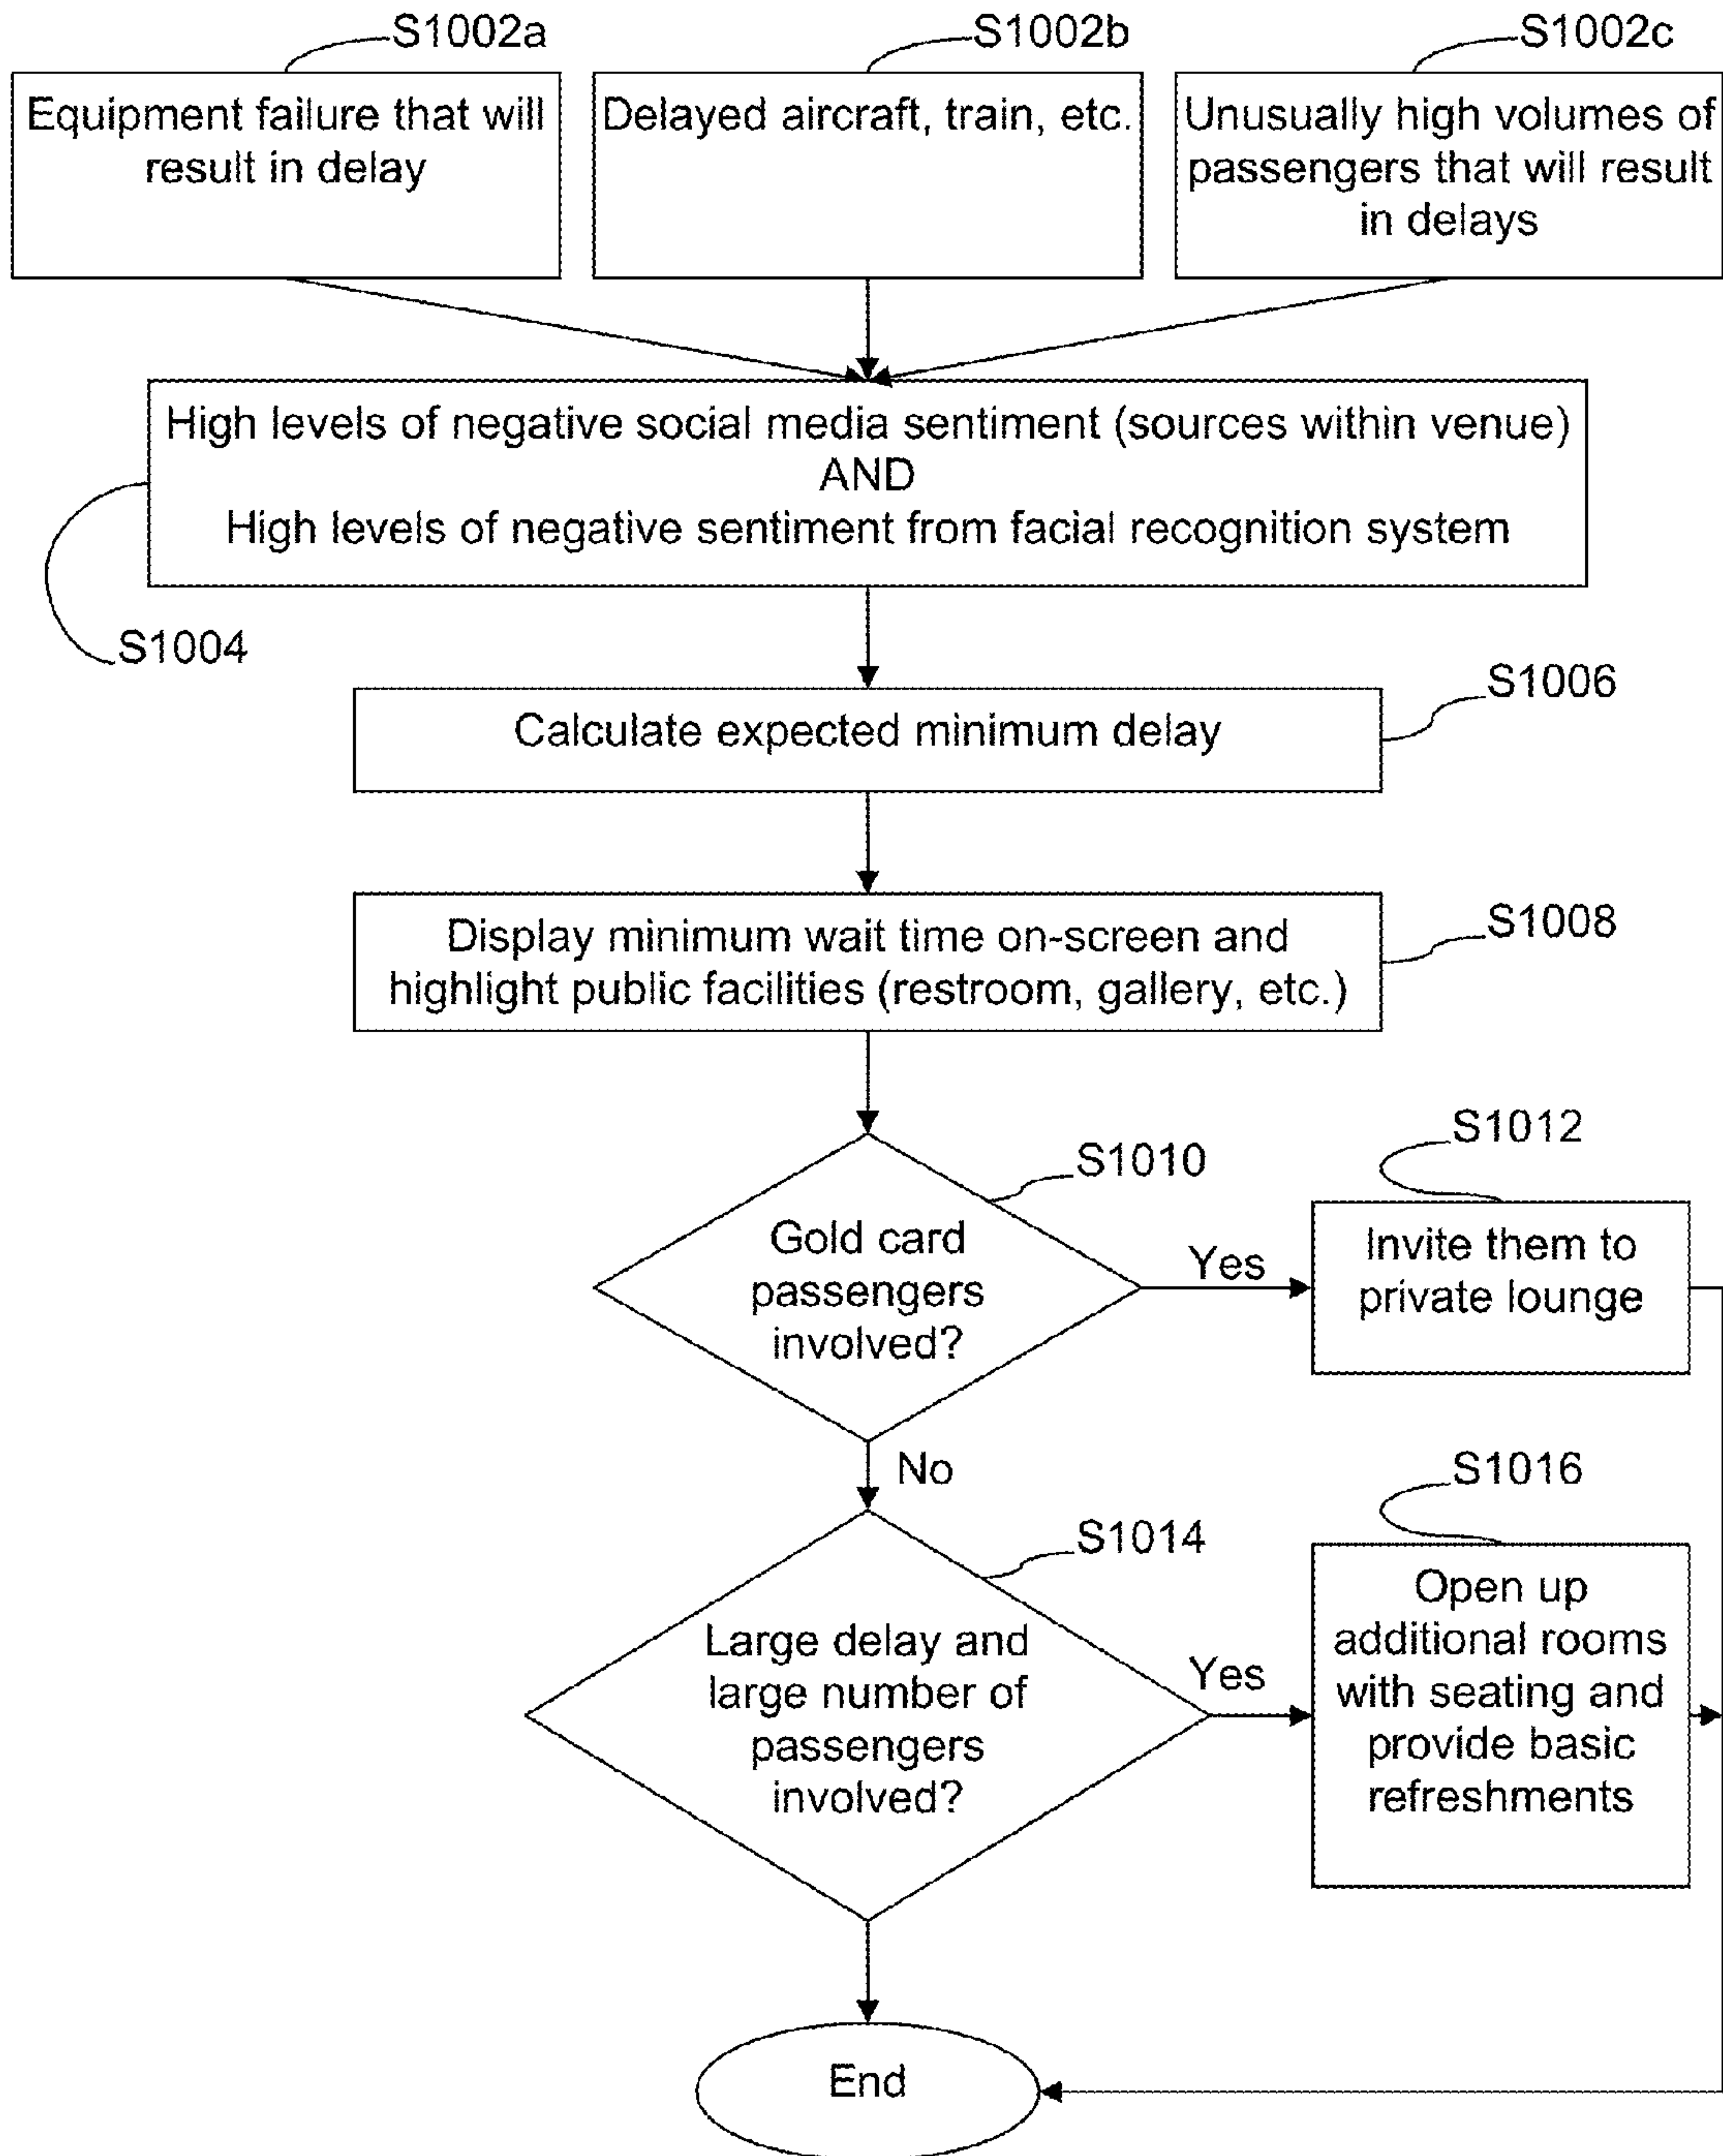 S1002a
S1002b
S1002c
Equipment failure that will
result in delay
Delayed aircraft, train, etc.
Unusually high volumes of
passengers that will result
in delays
High levels of negative social media sentiment (sources within venue)
AND
High levels of negative sentiment from facial recognition system
S1004
S1006
Calculate expected minimum delay
S1008
Display minimum wait time on-screen and
highlight public facilities (restroom, gallery, etc.)
S1010
S1012
Gold card
passengers
involved?
Yes
Invite them to
private lounge
No
S1014
S1016
Large delay and
large number of
passengers
involved?
Yes
Open up
additional rooms
with seating and
provide basic
refreshments
End